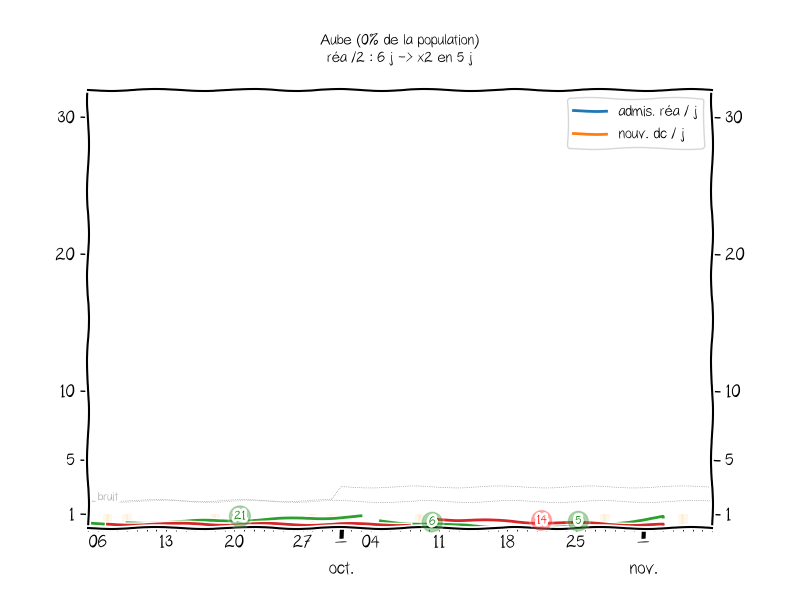 Aube (0% de la population)
réa /2 : 6 j -> x2 en 5 j
admis. réa / j
nouv. dc / j
30 30
20 20
10 10
5 5
bruit
1 1
21 6 14 5
06 13 20 27 04 11 18 25
oct. nov.